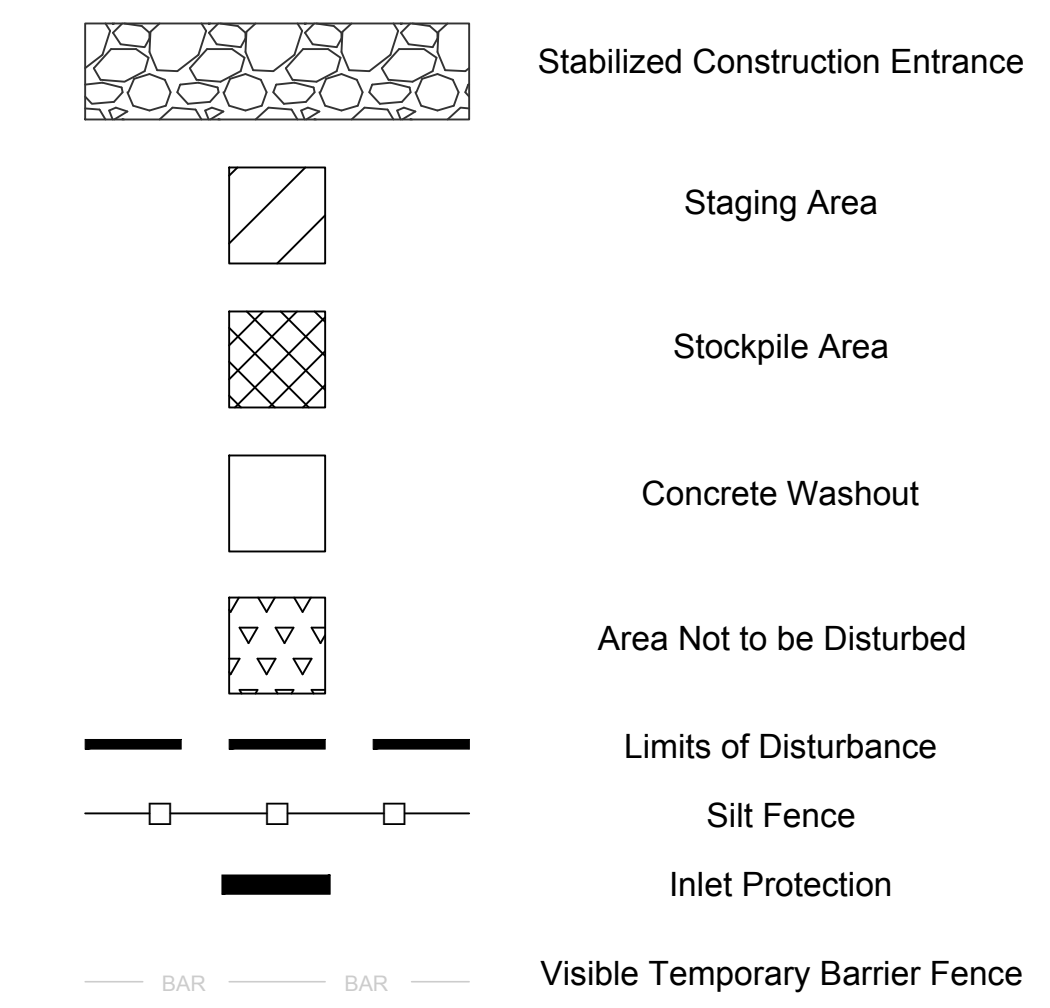 Stabilized Construction Entrance
Staging Area
Stockpile Area
Concrete Washout
Area Not to be Disturbed
Limits of Disturbance
Silt Fence
Inlet Protection
BAR BAR Visible Temporary Barrier Fence